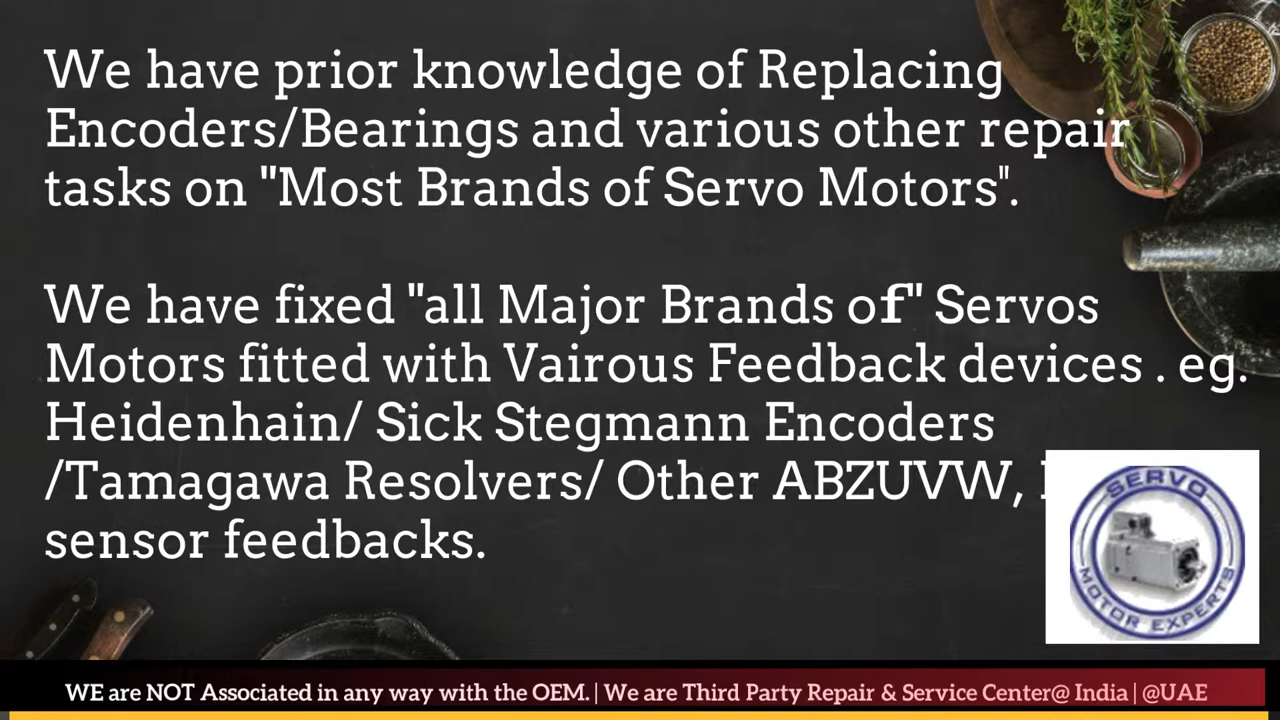 We have prior knowledge of Replacing
Encoders/Bearings and various other repair
tasks on "Most Brands of Servo Motors".
We have fixed "all Major Brands of" Servos
Motors fitted with Vairous Feedback devices . eg.
Heidenhain/ Sick Stegmann Encoders
/Tamagawa Resolvers/ Other ABZUVW,
sensor feedbacks.
SERVO
MOTOR EXPERTS
WE are NOT Associated in any way with the OEM. | We are Third Party Repair & Service Center@ India | @UAE